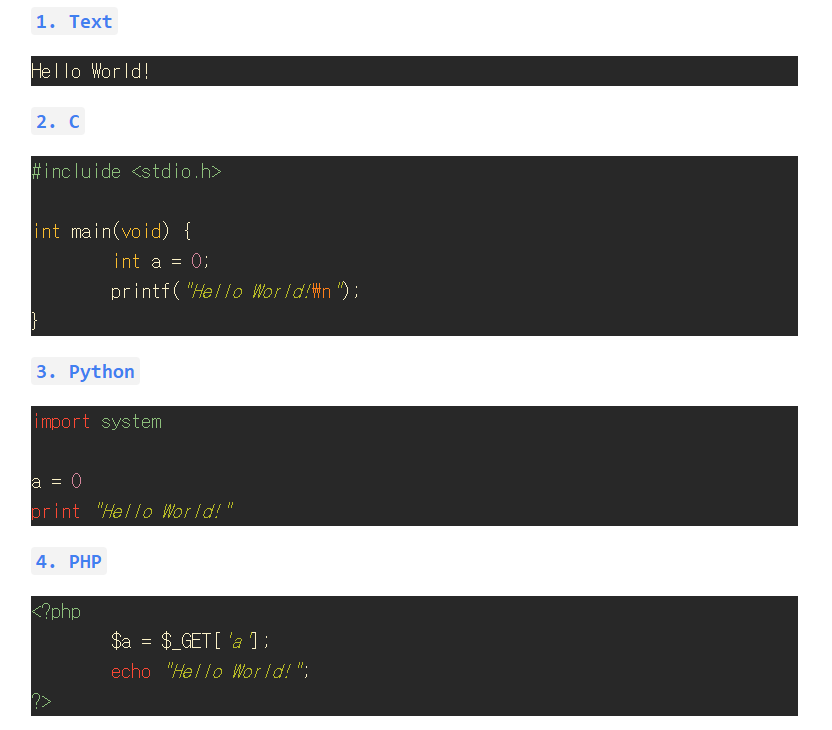 1. Text
Hello World!
2. C
#incluide <stdio.h>
int main(void) {
int a = 0;
printf("Hello World!₩n");
}
3. Python
import system
a = 0
print "Hello World!"
4. PHP
<?php
$a = $_GET['a'];
echo "Hello World!";
?>